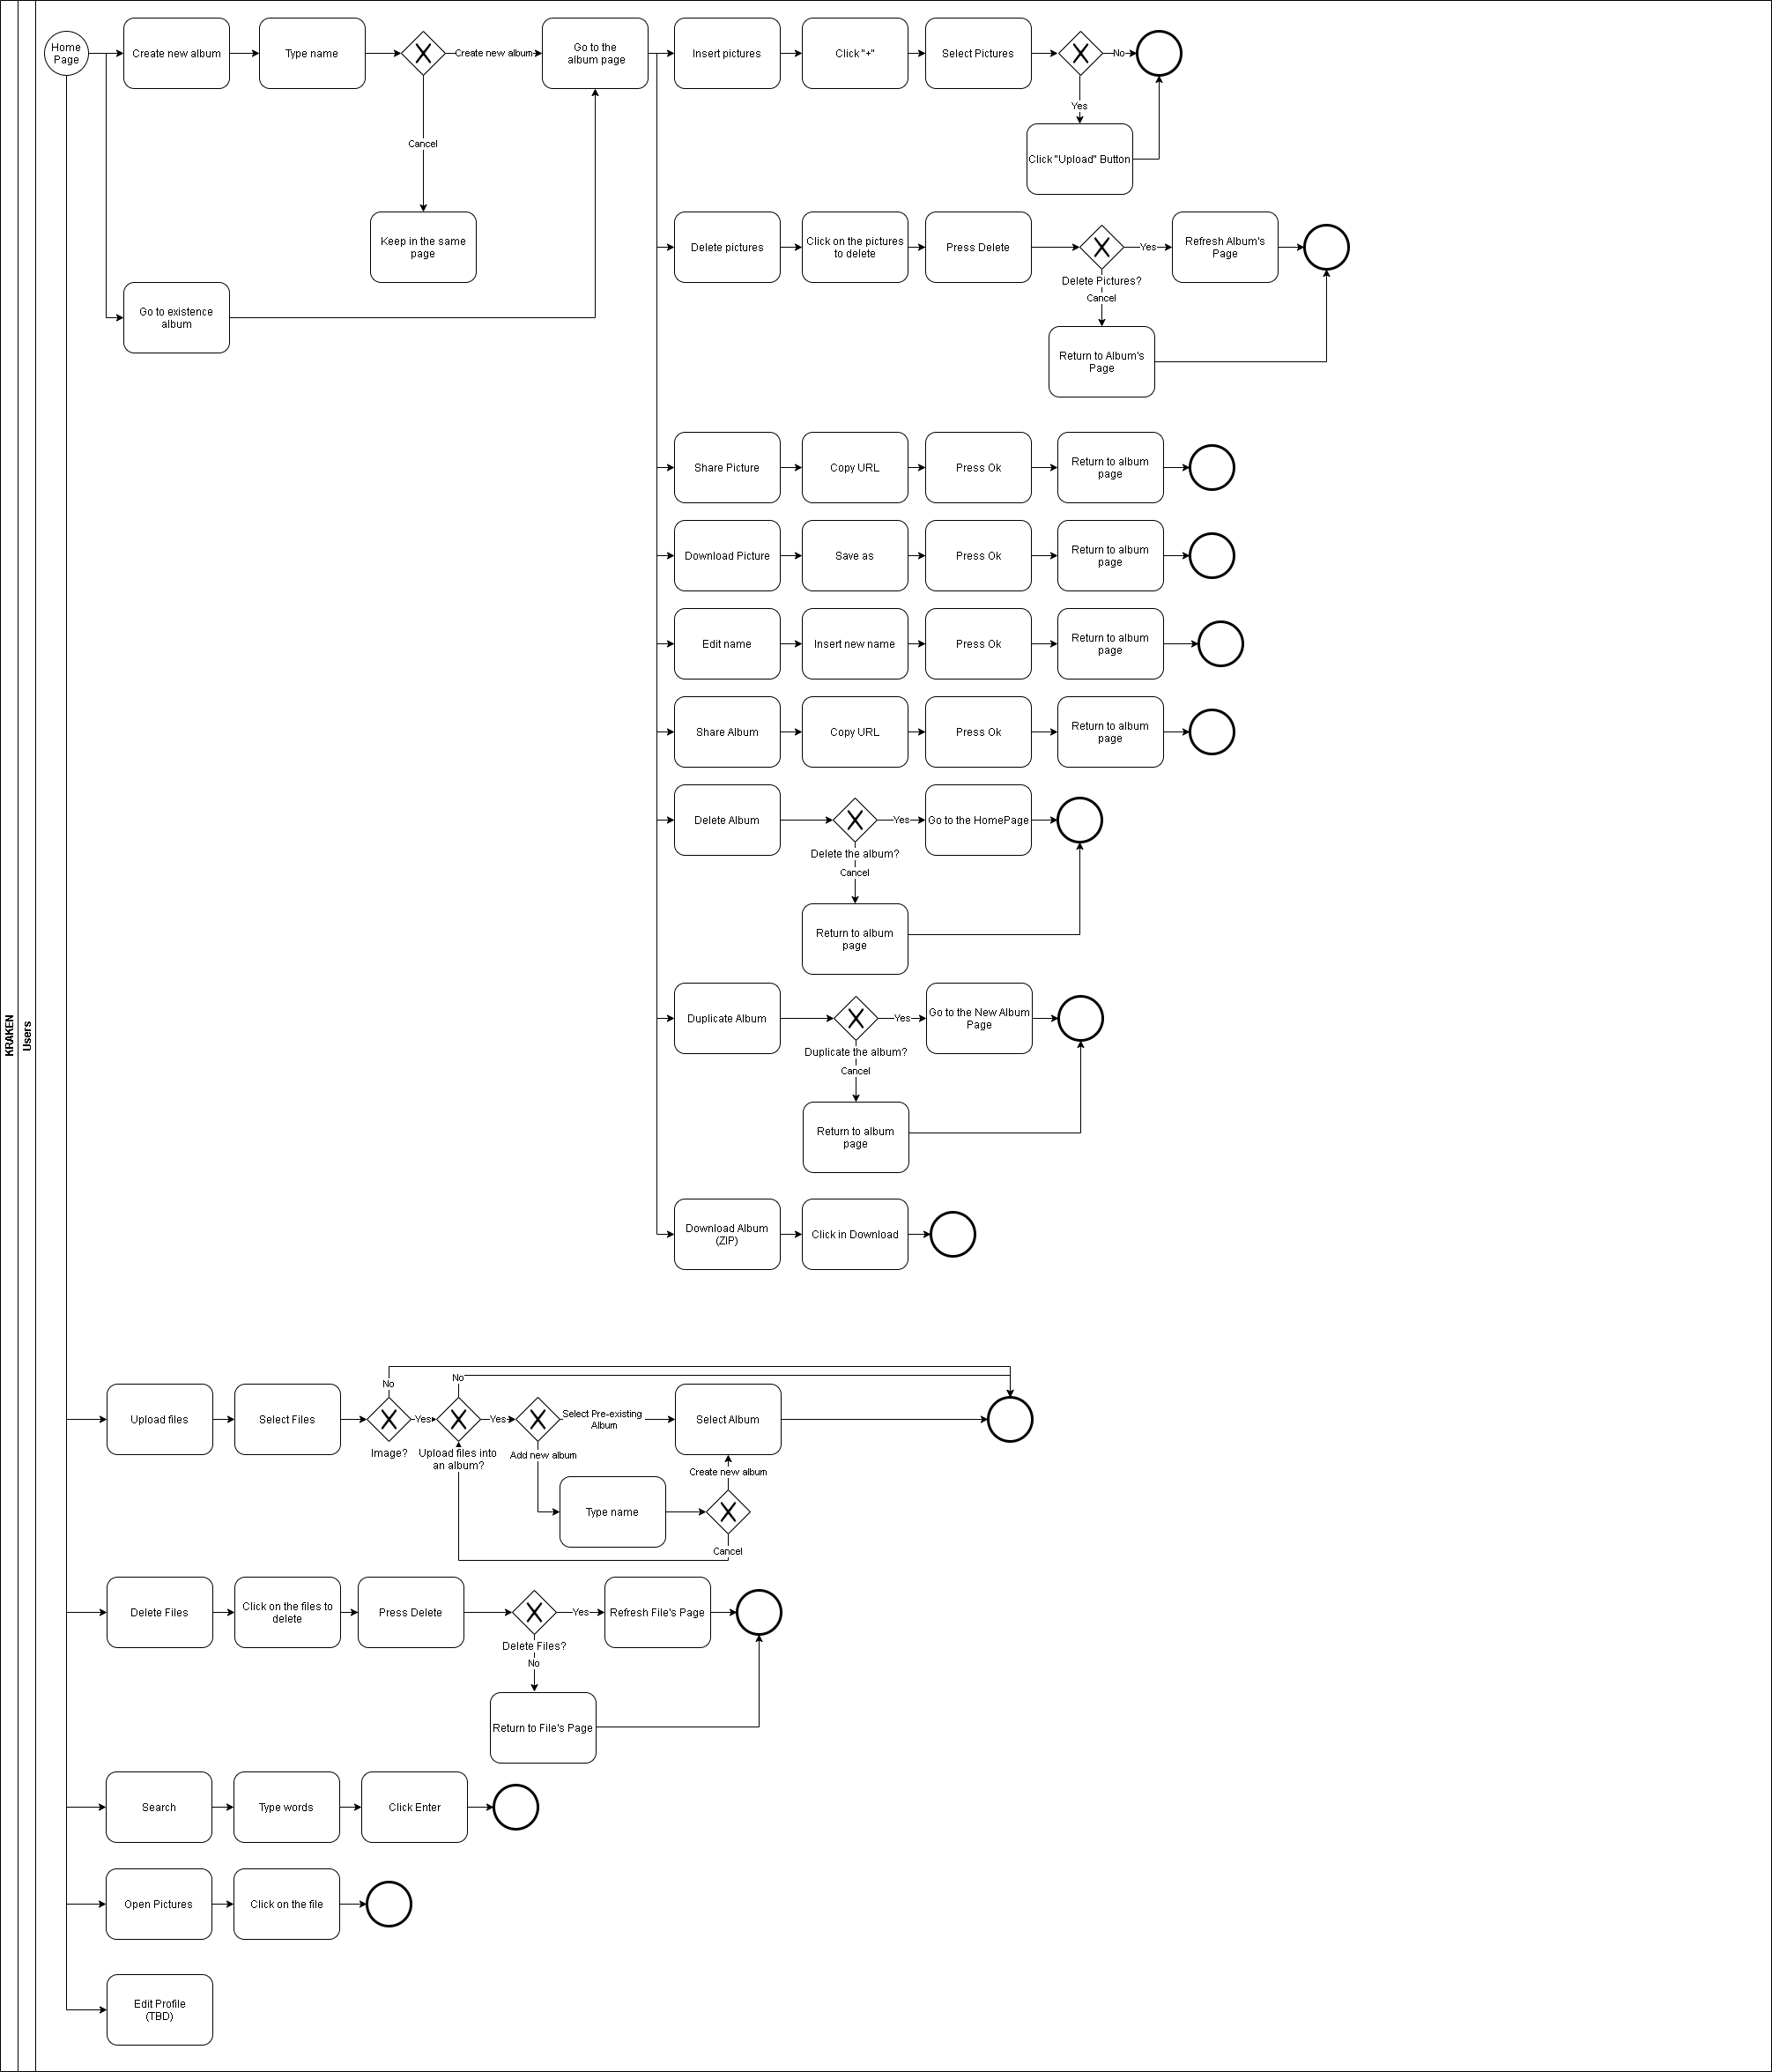 KRAKEN
Users
Home
Page
Create new album
Type name
Create new album
Go to the
album page
Insert pictures
Click "+"
Select Pictures
No
Yes
Click "Upload" Button
Cancel
Keep in the same
page
Go to existence
album
Delete pictures
Click on the pictures
to delete
Press Delete
Yes
Refresh Album's
Page
Delete Pictures?
Cancel
Return to Album's
Page
Share Picture
Copy URL
Press Ok
Return to album
page
Download Picture
Save as
Press Ok
Return to album
page
Edit name
Insert new name
Press Ok
Return to album
page
Share Album
Copy URL
Press Ok
Return to album
page
Delete Album
Yes
Go to the HomePage
Delete the album?
Cancel
Return to album
page
Duplicate Album
Yes
Go to the New Album
Page
Duplicate the album?
Cancel
Return to album
page
Download Album
(ZIP)
Click in Download
Upload files
Select Files
No
Image?
Yes
No
Upload files into
an album?
Yes
Select Pre-existing
Album
Select Album
Add new album
Type name
Create new album
Cancel
Delete Files
Click on the files to
delete
Press Delete
Yes
Refresh File's Page
Delete Files?
No
Return to File's Page
Search
Type words
Click Enter
Open Pictures
Click on the file
Edit Profile
(TBD)